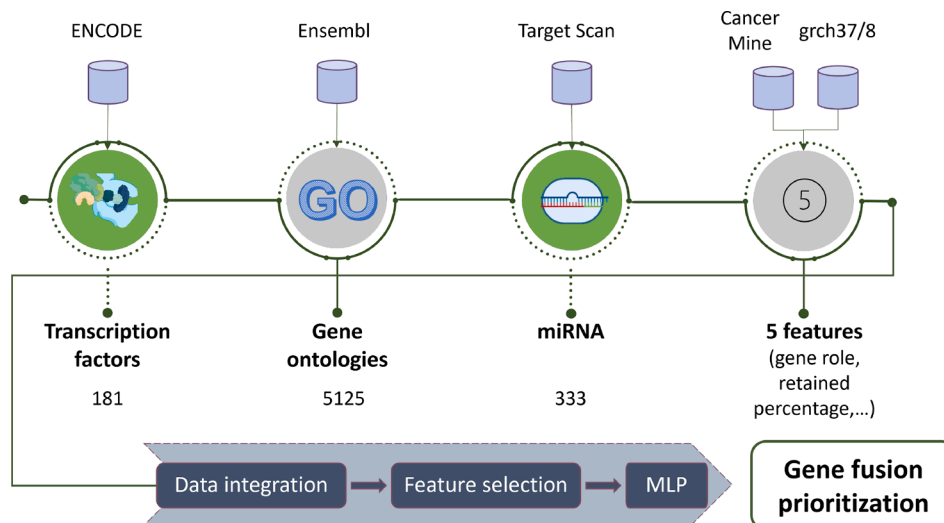 ENCODE
Ensembl
Target Scan
Cancer
Mine
grch37/8
GO
5
Transcription
factors
181
Gene
ontologies
5125
miRNA
333
5 features
(gene role,
retained
percentage,...)
Data integration
Feature selection
MLP
Gene fusion
prioritization